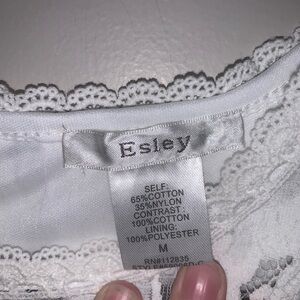 Esley
SELF:
65%COTTON
35%NYLON
CONTRAST:
100%COTTON
LINING:
100%POLYESTER
M
RN#112835